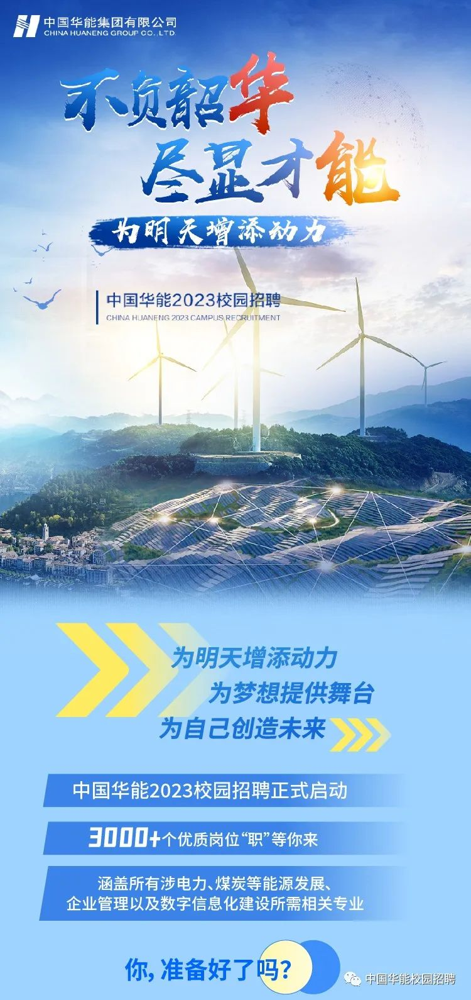 中国华能集团有限公司
CHINA HUANENG GROUP CO.,LTD.
不负韶华
尽显才能
为明天增添动力
中国华能2023校园招聘
CHINA HUANENG 2023 CAMPUS RECRUITMENT
为明天增添动力
为梦想提供舞台
为自己创造未来
中国华能2023校园招聘正式启动
3000+个优质岗位“职”等你来
涵盖所有涉电力、煤炭等能源发展、
企业管理以及数字信息化建设所需相关专业
你,准备好了吗?
中国华能校园招聘